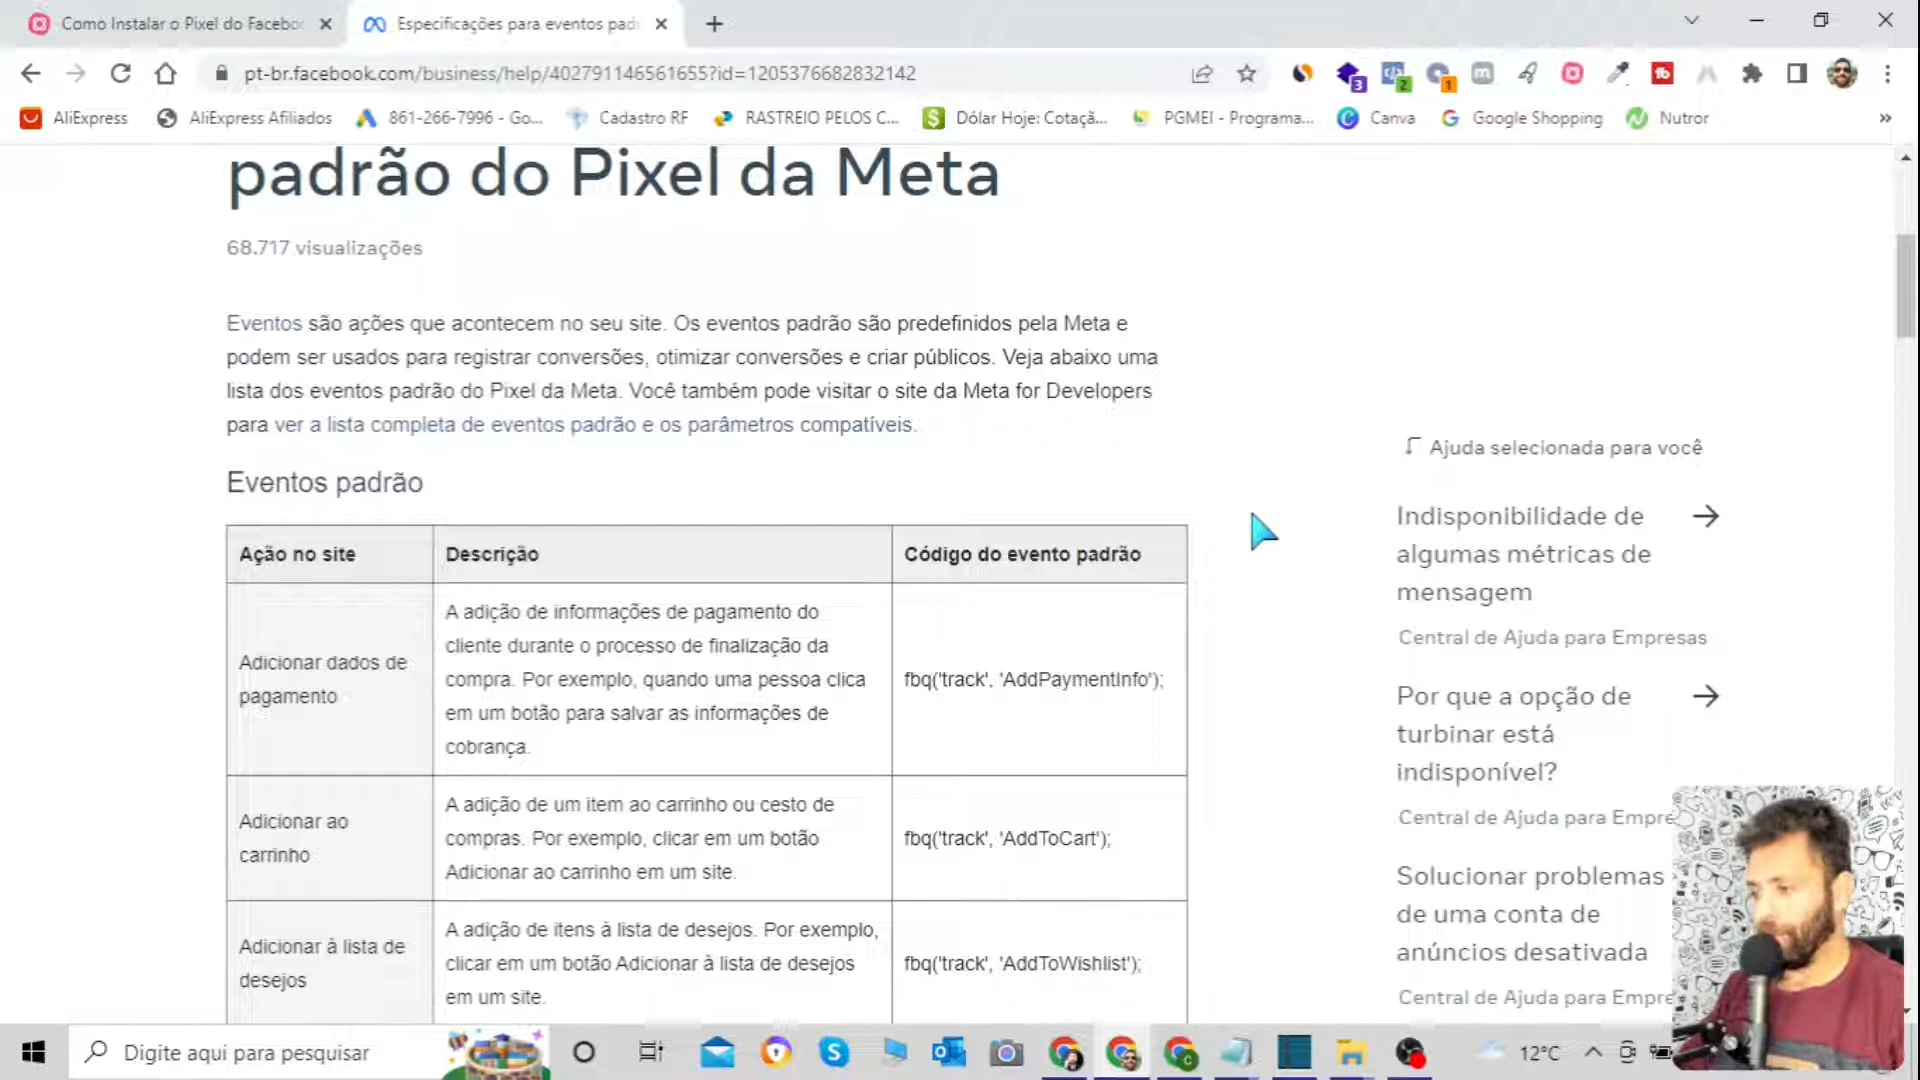 Como Instalar o Pixel do Facebo
Especificações para eventos pad
pt-br.facebook.com/business/help/402791146561655?id=1205376682832142
3
2
1
m
AliExpress
AliExpress Afiliados
861-266-7996 - Go...
Cadastro RF
RASTREIO PELOS C...
Dólar Hoje: Cotaçã...
PGMEI - Programa...
Canva
Google Shopping
Nutror
»
padrão do Pixel da Meta
68.717 visualizações
Eventos são ações que acontecem no seu site. Os eventos padrão são predefinidos pela Meta e
podem ser usados para registrar conversões, otimizar conversões e criar públicos. Veja abaixo uma
lista dos eventos padrão do Pixel da Meta. Você também pode visitar o site da Meta for Developers
para ver a lista completa de eventos padrão e os parâmetros compatíveis.
Eventos padrão
Ação no site
Descrição
Código do evento padrão
Adicionar dados de
pagamento
A adição de informações de pagamento do
cliente durante o processo de finalização da
compra. Por exemplo, quando uma pessoa clica
em um botão para salvar as informações de
cobrança.
fbq('track', 'AddPaymentInfo');
Adicionar ao
carrinho
A adição de um item ao carrinho ou cesto de
compras. Por exemplo, clicar em um botão
Adicionar ao carrinho em um site.
fbq('track', 'AddToCart');
Adicionar à lista de
desejos
A adição de itens à lista de desejos. Por exemplo,
clicar em um botão Adicionar à lista de desejos
em um site.
fbq('track', 'AddToWishlist');
Ajuda selecionada para você
Indisponibilidade de
algumas métricas de
mensagem
Central de Ajuda para Empresas
Por que a opção de
turbinar está
indisponível?
Central de Ajuda para Empre
Solucionar problemas
de uma conta de
anúncios desativada
Central de Ajuda para Empre
Digite aqui para pesquisar
12°C